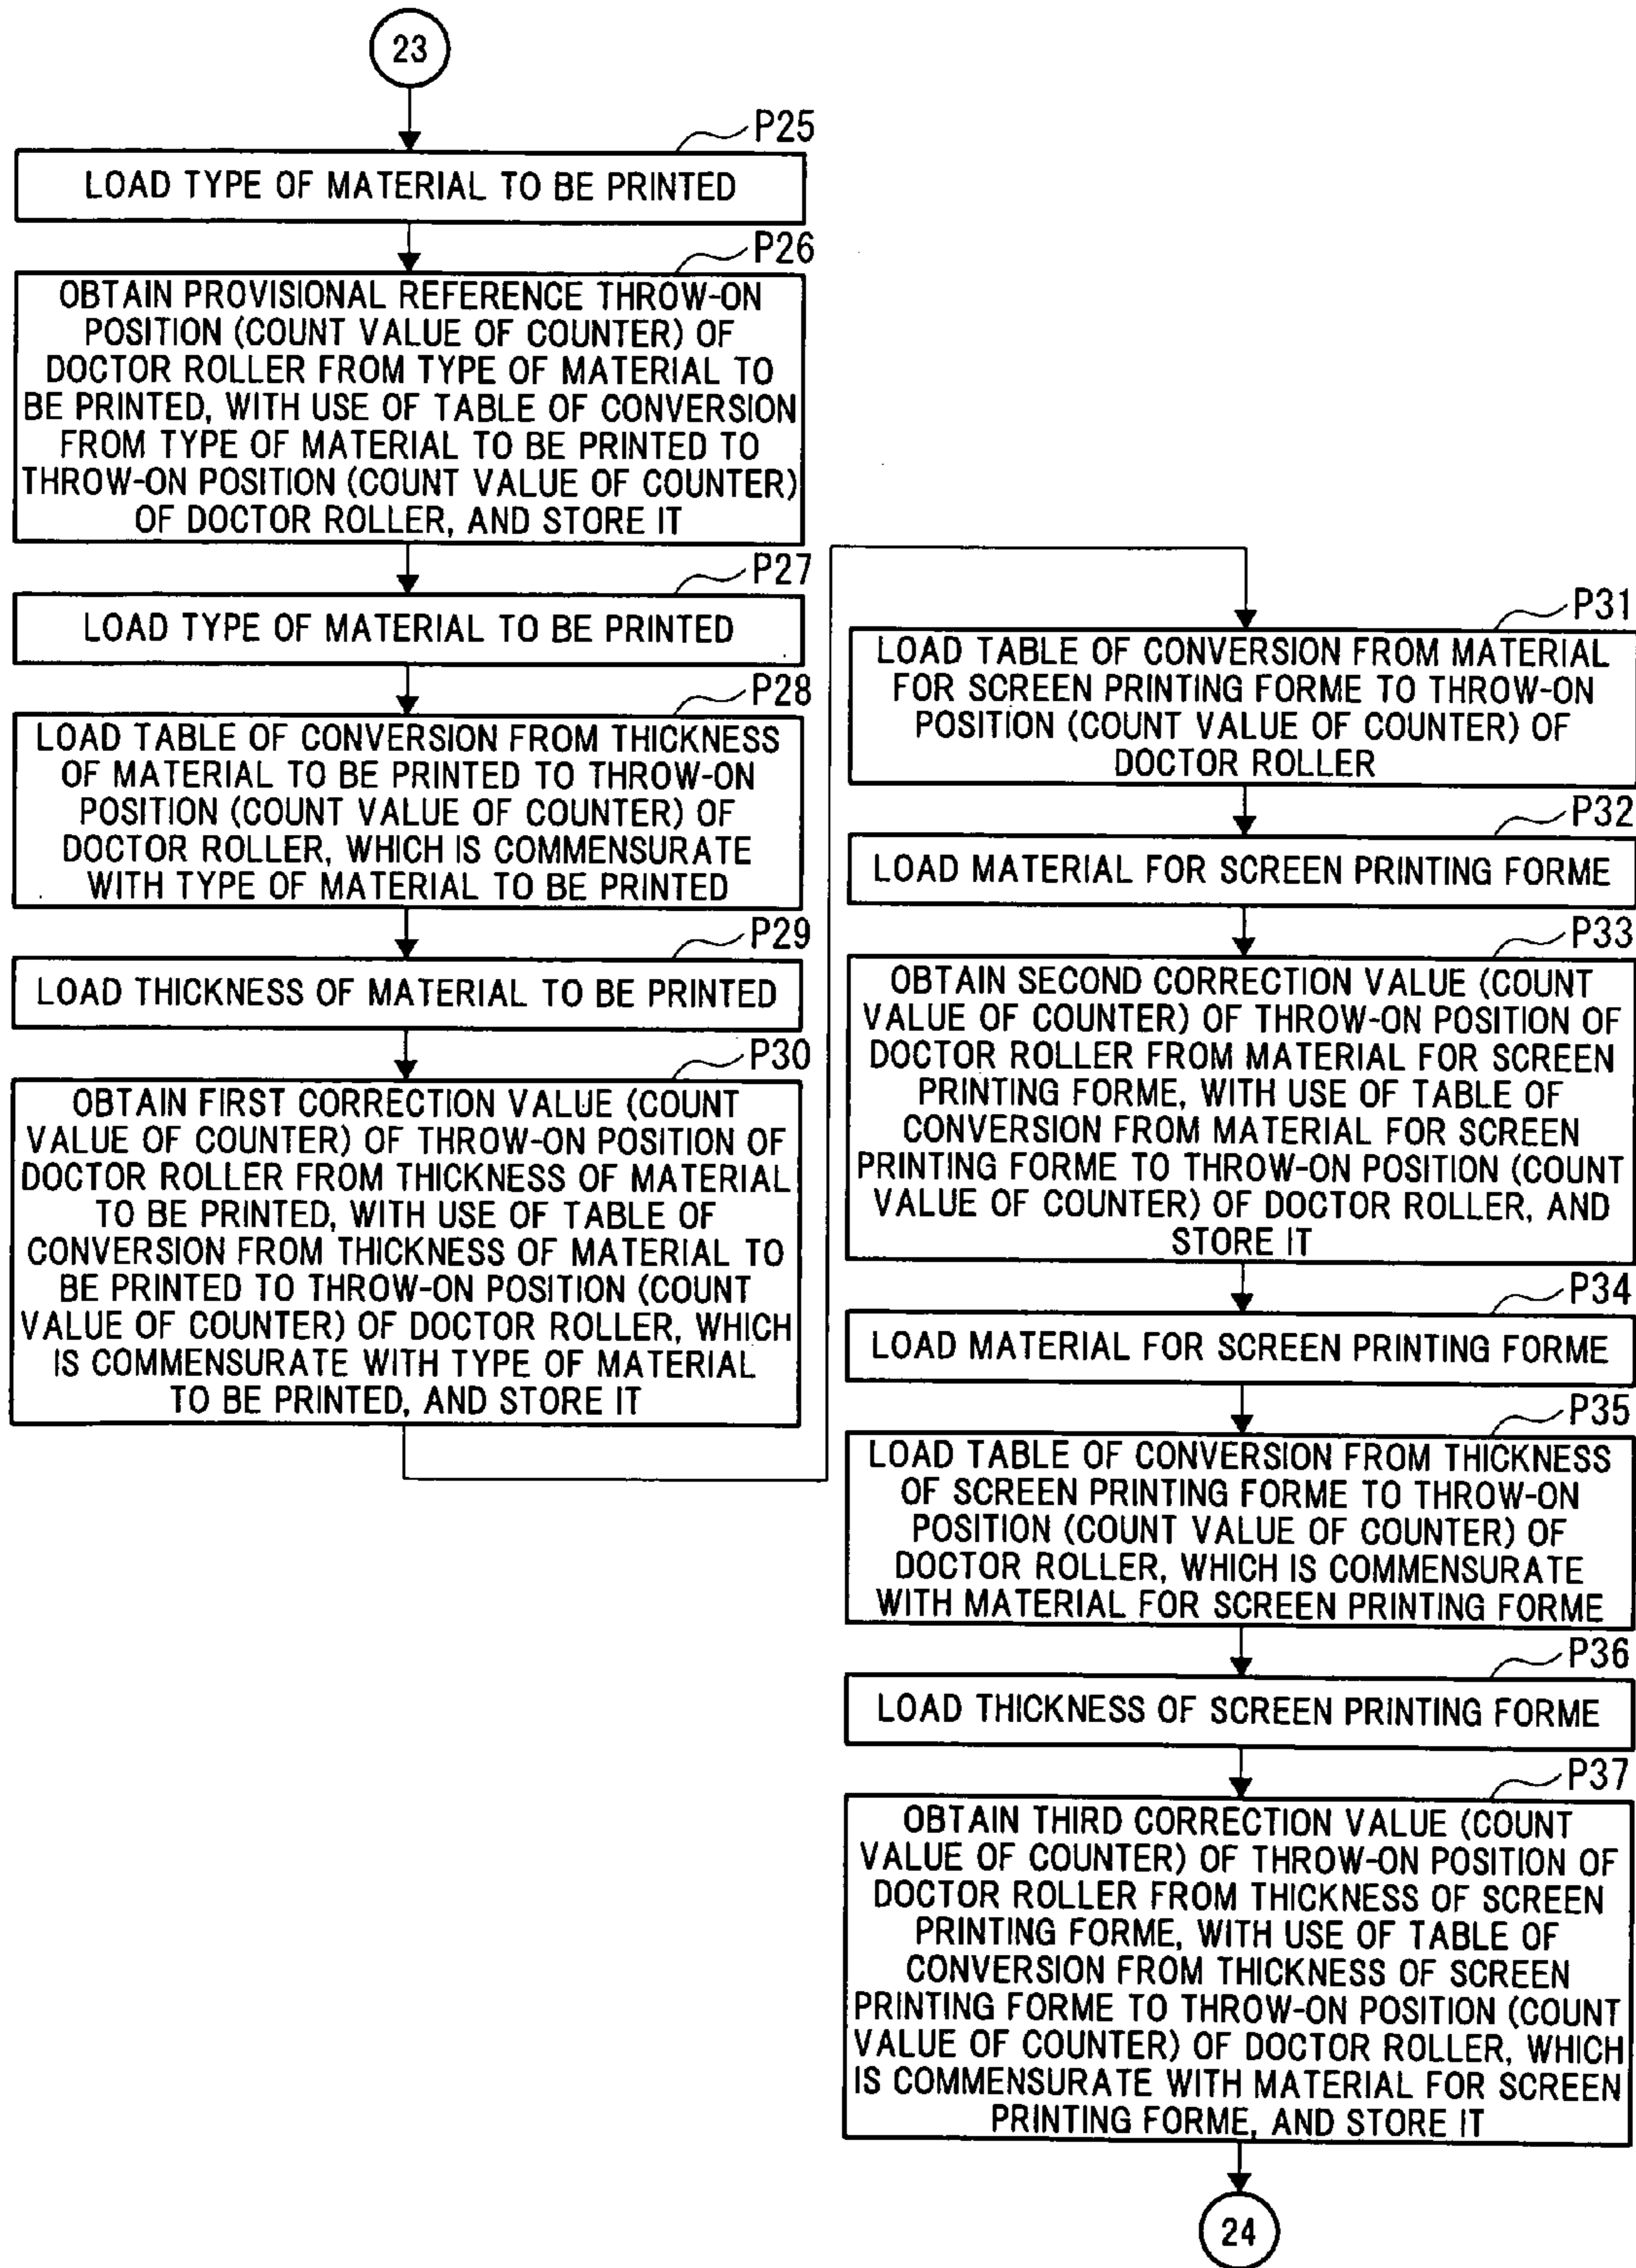 23
P25
LOAD TYPE OF MATERIAL TO BE PRINTED
P26
OBTAIN PROVISIONAL REFERENCE THROW-ON
POSITION (COUNT VALUE OF COUNTER) OF
DOCTOR ROLLER FROM TYPE OF MATERIAL TO
BE PRINTED, WITH USE OF TABLE OF CONVERSION
FROM TYPE OF MATERIAL TO BE PRINTED TO
THROW-ON POSITION (COUNT VALUE OF COUNTER)
OF DOCTOR ROLLER, AND STORE IT
P27
LOAD TYPE OF MATERIAL TO BE PRINTED
P28
LOAD TABLE OF CONVERSION FROM THICKNESS
OF MATERIAL TO BE PRINTED TO THROW-ON
POSITION (COUNT VALUE OF COUNTER) OF
DOCTOR ROLLER, WHICH IS COMMENSURATE
WITH TYPE OF MATERIAL TO BE PRINTED
P29
LOAD THICKNESS OF MATERIAL TO BE PRINTED
P30
OBTAIN FIRST CORRECTION VALUE (COUNT
VALUE OF COUNTER) OF THROW-ON POSITION OF
DOCTOR ROLLER FROM THICKNESS OF MATERIAL
TO BE PRINTED, WITH USE OF TABLE OF
CONVERSION FROM THICKNESS OF MATERIAL TO
BE PRINTED TO THROW-ON POSITION (COUNT
VALUE OF COUNTER) OF DOCTOR ROLLER, WHICH
IS COMMENSURATE WITH TYPE OF MATERIAL
TO BE PRINTED, AND STORE IT
P31
LOAD TABLE OF CONVERSION FROM MATERIAL
FOR SCREEN PRINTING FORME TO THROW-ON
POSITION (COUNT VALUE OF COUNTER) OF
DOCTOR ROLLER
P32
LOAD MATERIAL FOR SCREEN PRINTING FORME
P33
OBTAIN SECOND CORRECTION VALUE (COUNT
VALUE OF COUNTER) OF THROW-ON POSITION OF
DOCTOR ROLLER FROM MATERIAL FOR SCREEN
PRINTING FORME, WITH USE OF TABLE OF
CONVERSION FROM MATERIAL FOR SCREEN
PRINTING FORME TO THROW-ON POSITION (COUNT
VALUE OF COUNTER) OF DOCTOR ROLLER, AND
STORE IT
P34
LOAD MATERIAL FOR SCREEN PRINTING FORME
P35
LOAD TABLE OF CONVERSION FROM THICKNESS
OF SCREEN PRINTING FORME TO THROW-ON
POSITION (COUNT VALUE OF COUNTER) OF
DOCTOR ROLLER, WHICH IS COMMENSURATE
WITH MATERIAL FOR SCREEN PRINTING FORME
P36
LOAD THICKNESS OF SCREEN PRINTING FORME
P37
OBTAIN THIRD CORRECTION VALUE (COUNT
VALUE OF COUNTER) OF THROW-ON POSITION OF
DOCTOR ROLLER FROM THICKNESS OF SCREEN
PRINTING FORME, WITH USE OF TABLE OF
CONVERSION FROM THICKNESS OF SCREEN
PRINTING FORME TO THROW-ON POSITION (COUNT
VALUE OF COUNTER) OF DOCTOR ROLLER, WHICH
IS COMMENSURATE WITH MATERIAL FOR SCREEN
PRINTING FORME, AND STORE IT
24